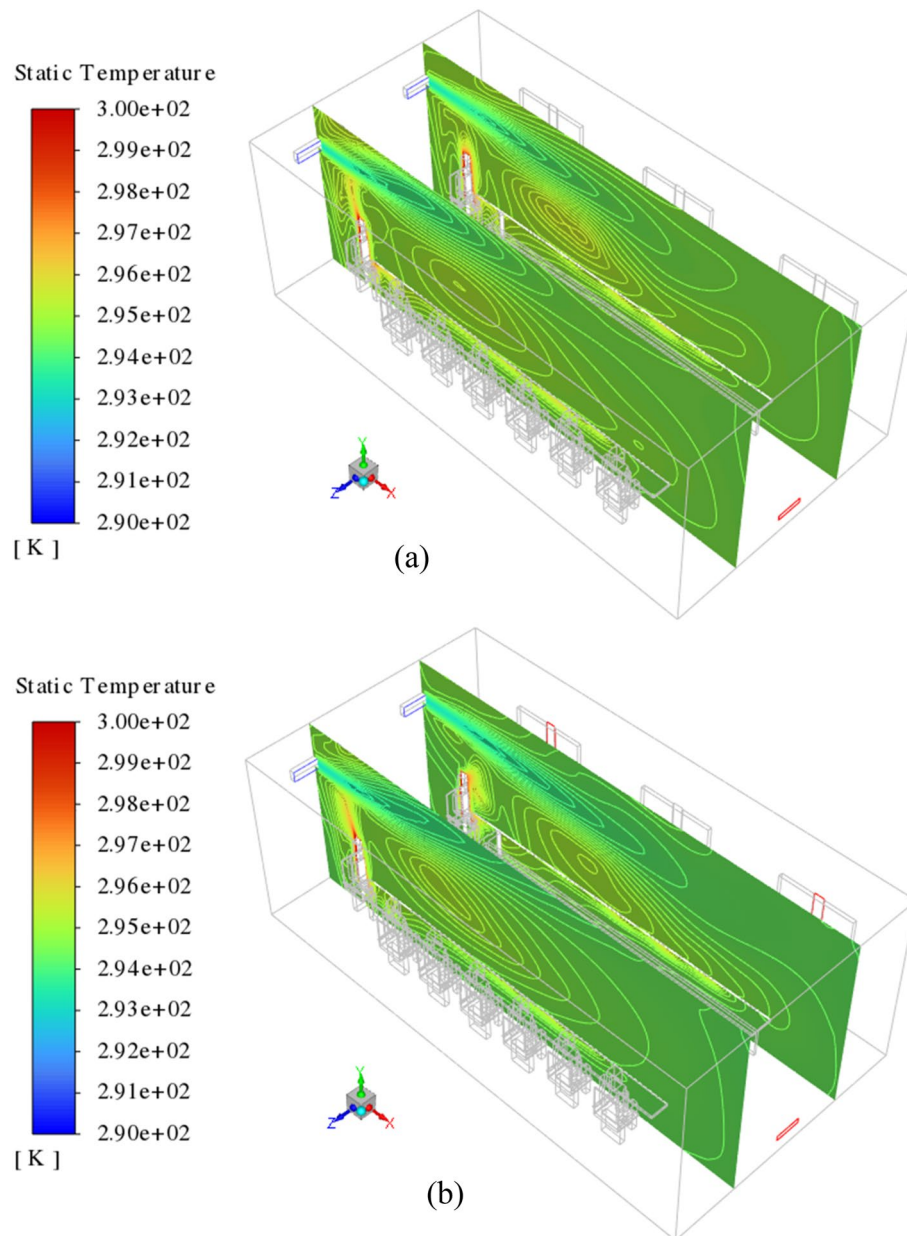 Static Temperature
3.00e+02
2.99e+02
2.98e+02
2.97e+02
2.96e+02
2.95e+02
2.94e+02
2.93e+02
2.92e+02
2.91e+02
2.90e+02
[ K ]
Y
Z
X
(a)
Static Temperature
3.00e+02
2.99e+02
2.98e+02
2.97e+02
2.96e+02
2.95e+02
2.94e+02
2.93e+02
2.92e+02
2.91e+02
2.90e+02
[ K ]
Y
Z
X
(b)